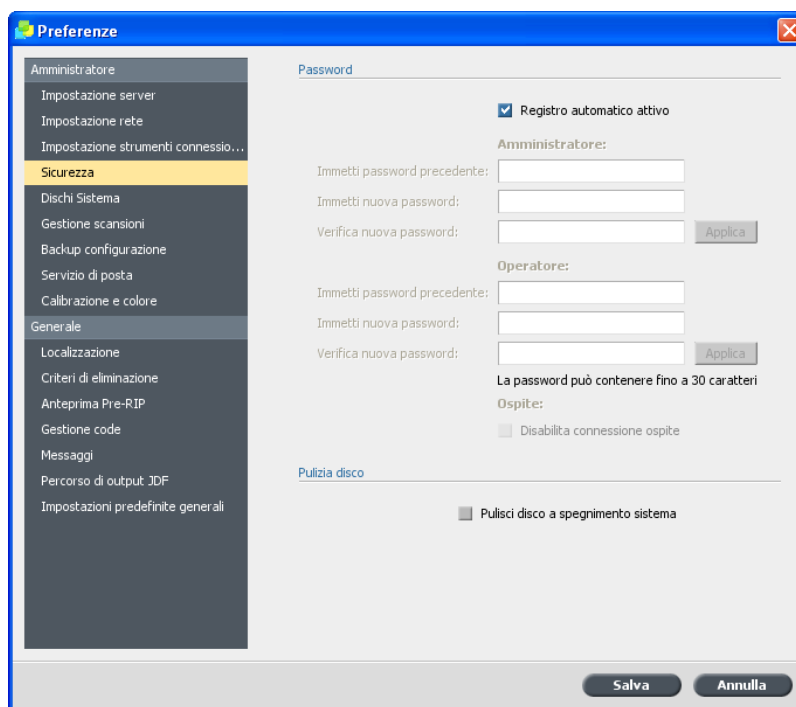 Preferenze
Amministratore
Impostazione server
Impostazione rete
Impostazione strumenti connessio...
Sicurezza
Dischi Sistema
Gestione scansioni
Backup configurazione
Servizio di posta
Calibrazione e colore
Generale
Localizzazione
Criteri di eliminazione
Anteprima Pre-RIP
Gestione code
Messaggi
Percorso di output JDF
Impostazioni predefinite generali
Password
Registro automatico attivo
Amministratore:
Immetti password precedente:
Immetti nuova password:
Verifica nuova password: Applica
Operatore:
Immetti password precedente:
Immetti nuova password:
Verifica nuova password: Applica
La password può contenere fino a 30 caratteri
Ospite:
Disabilita connessione ospite
Pulizia disco
Pulisci disco a spegnimento sistema
Salva Annulla